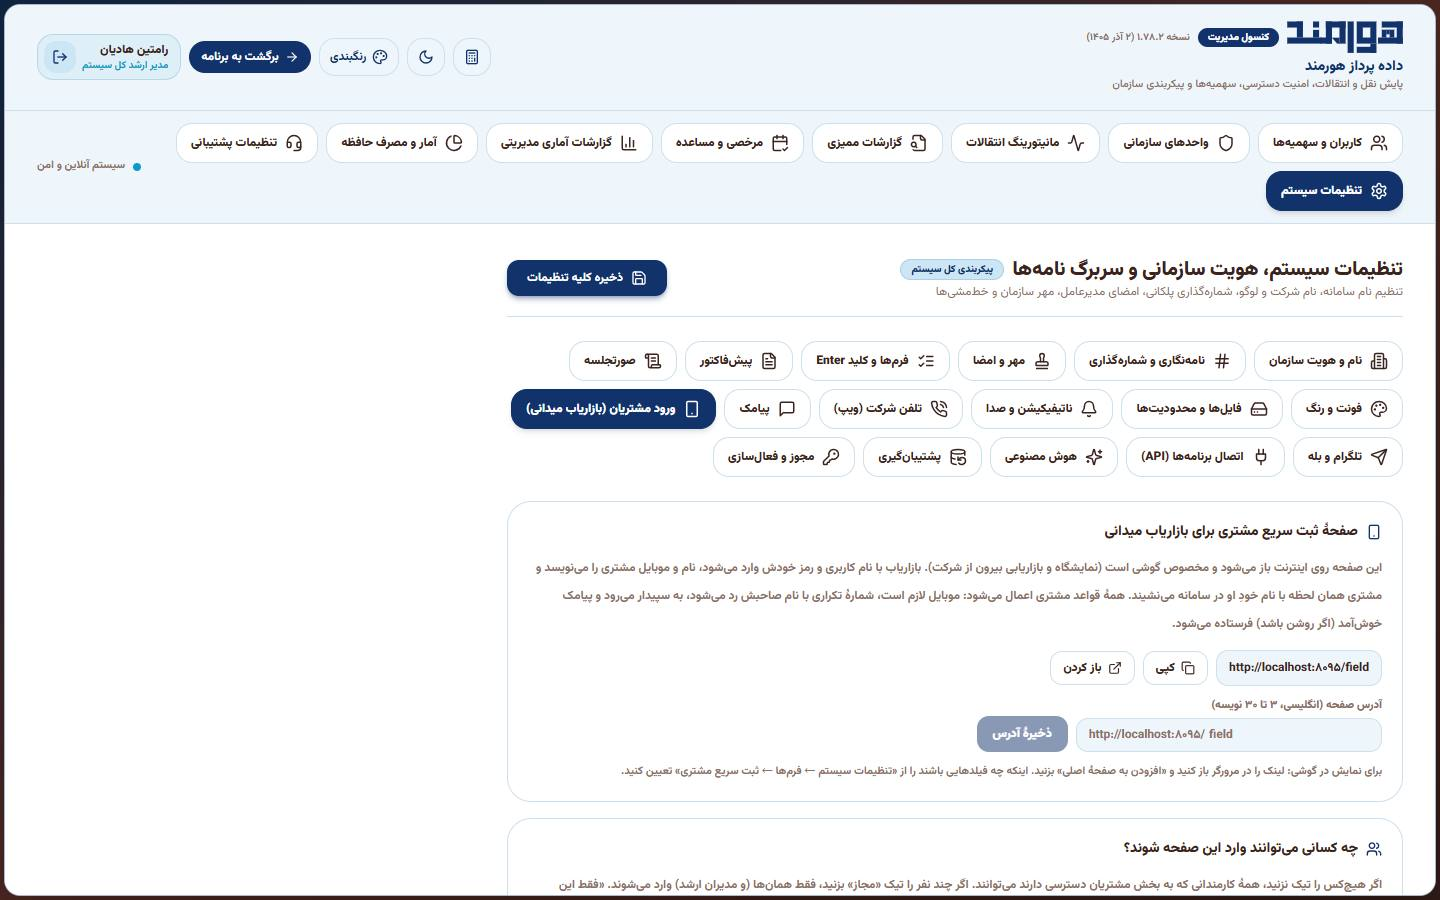 هورمند
کنسول مدیریت
نسخه ۱.۷۸.۲ (۲ آذر ۱۴۰۵)
داده پرداز هورمند
پایش نقل و انتقالات، امنیت دسترسی، سهمیه‌ها و پیکربندی سازمان
رنگبندی
برگشت به برنامه
رامتین هادیان
مدیر ارشد کل سیستم
کاربران و سهمیه‌ها
واحدهای سازمانی
مانیتورینگ انتقالات
گزارشات ممیزی
مرخصی و مساعده
گزارشات آماری مدیریتی
آمار و مصرف حافظه
تنظیمات پشتیبانی
تنظیمات سیستم
سیستم آنلاین و امن
تنظیمات سیستم، هویت سازمانی و سربرگ نامه‌ها
پیکربندی کل سیستم
تنظیم نام سامانه، نام شرکت و لوگو، شماره‌گذاری پلکانی، امضای مدیرعامل، مهر سازمان و خط‌مشی‌ها
ذخیره کلیه تنظیمات
نام و هویت سازمان
نامه‌نگاری و شماره‌گذاری
مهر و امضا
فرم‌ها و کلید Enter
پیش‌فاکتور
صورتجلسه
فونت و رنگ
فایل‌ها و محدودیت‌ها
ناتیفیکیشن و صدا
تلفن شرکت (ویپ)
پیامک
ورود مشتریان (بازاریاب میدانی)
تلگرام و بله
اتصال برنامه‌ها (API)
هوش مصنوعی
پشتیبان‌گیری
مجوز و فعال‌سازی
صفحهٔ ثبت سریع مشتری برای بازاریاب میدانی
این صفحه روی اینترنت باز می‌شود و مخصوص گوشی است (نمایشگاه و بازاریابی بیرون از شرکت). بازاریاب با نام کاربری و رمز خودش وارد می‌شود، نام و موبایل مشتری را می‌نویسد و
مشتری همان لحظه با نام خودِ او در سامانه می‌نشیند. همهٔ قواعد مشتری اعمال می‌شود: موبایل لازم است، شمارهٔ تکراری با نام صاحبش رد می‌شود، به سپیدار می‌رود و پیامک
خوش‌آمد (اگر روشن باشد) فرستاده می‌شود.
http://localhost:۸۰۹۵/field
کپی
باز کردن
آدرس صفحه (انگلیسی، ۳ تا ۳۰ نویسه)
http://localhost:۸۰۹۵/ field
ذخیرهٔ آدرس
برای نمایش در گوشی: لینک را در مرورگر باز کنید و «افزودن به صفحهٔ اصلی» بزنید. اینکه چه فیلدهایی باشند را از «تنظیمات سیستم ← فرم‌ها ← ثبت سریع مشتری» تعیین کنید.
چه کسانی می‌توانند وارد این صفحه شوند؟
اگر هیچ‌کس را تیک نزنید، همهٔ کارمندانی که به بخش مشتریان دسترسی دارند می‌توانند. اگر چند نفر را تیک «مجاز» بزنید، فقط همان‌ها (و مدیران ارشد) وارد می‌شوند. «فقط این